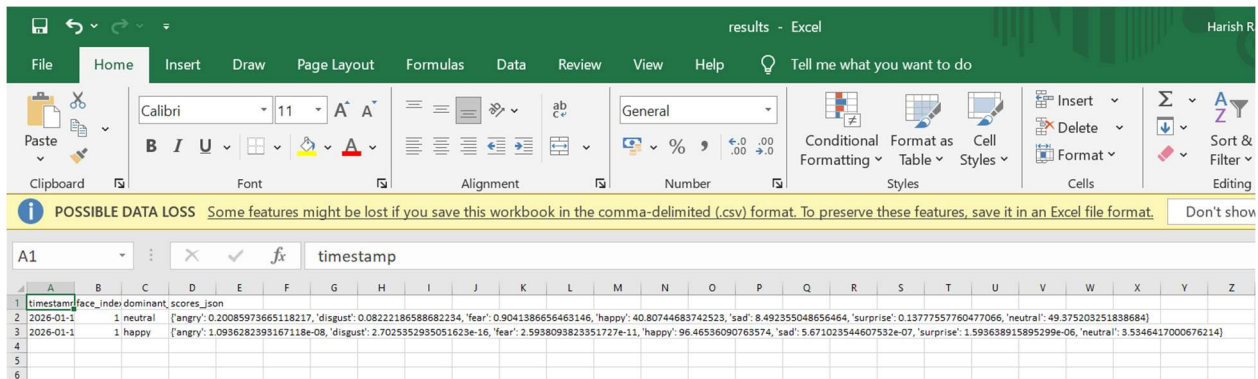 results - Excel
Harish R
File Home Insert Draw Page Layout Formulas Data Review View Help Tell me what you want to do
Calibri 11 A A ab General Insert Σ A
Paste B I U A % 9 .0 .00 Conditional Format as Cell Delete Z Sort &
Formatting Table Styles Format Filter
Clipboard Font Alignment Number Styles Cells Editing
i POSSIBLE DATA LOSS Some features might be lost if you save this workbook in the comma-delimited (.csv) format. To preserve these features, save it in an Excel file format. Don't show
A1 fx timestamp
A B C D E F G H I J K L M N O P Q R S T U V W X Y Z
1 timestamp face_index dominant_ scores_json
2 2026-01-1 1 neutral {'angry': 0.20085973665118217, 'disgust': 0.08222186588682234, 'fear': 0.9041386656463146, 'happy': 40.80744683742523, 'sad': 8.492355048656464, 'surprise': 0.13777557760477066, 'neutral': 49.375203251838684}
3 2026-01-1 1 happy {'angry': 1.0936282393167118e-08, 'disgust': 2.7025352935051623e-16, 'fear': 2.5938093823351727e-11, 'happy': 96.46536090763574, 'sad': 5.671023544607532e-07, 'surprise': 1.593638915895299e-06, 'neutral': 3.5346417000676214}
4
5
6